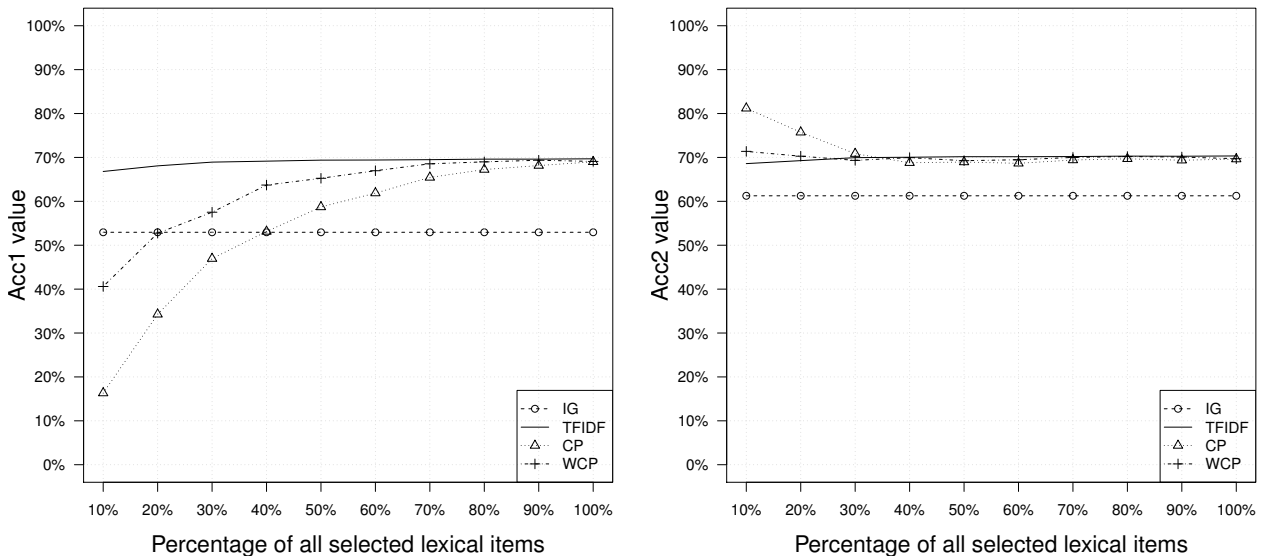 100%
90%
80%
70%
60%
50%
40%
30%
20%
10%
0%
Acc1 value
IG
TFIDF
CP
WCP
10% 20% 30% 40% 50% 60% 70% 80% 90% 100%
Percentage of all selected lexical items
100%
90%
80%
70%
60%
50%
40%
30%
20%
10%
0%
Acc2 value
IG
TFIDF
CP
WCP
10% 20% 30% 40% 50% 60% 70% 80% 90% 100%
Percentage of all selected lexical items